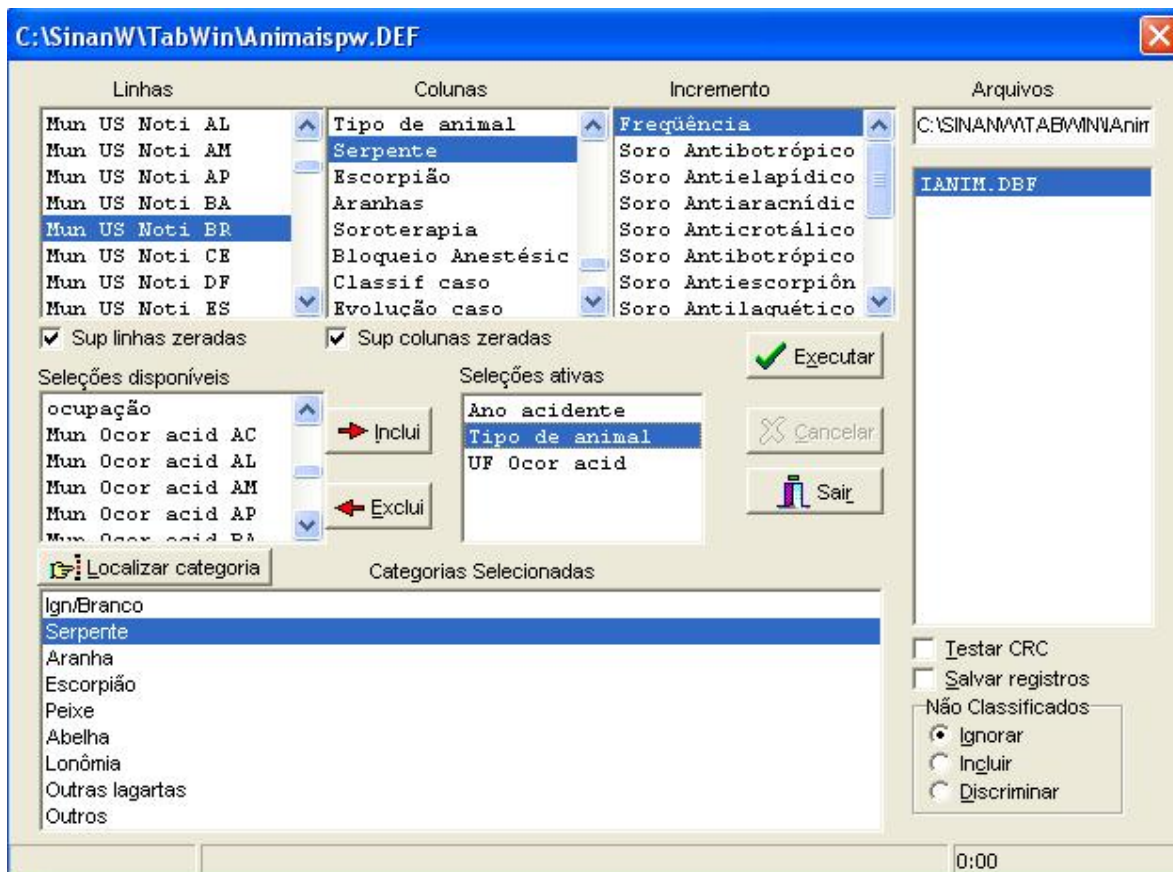 C:\SinanW\TabWin\Animaispw.DEF
Linhas
Mun US Noti AL
Mun US Noti AM
Mun US Noti AP
Mun US Noti BA
Mun US Noti BR
Mun US Noti CE
Mun US Noti DF
Mun US Noti ES
Sup linhas zeradas
Colunas
Tipo de animal
Serpente
Escorpião
Aranhas
Soroterapia
Bloqueio Anestésic
Classif caso
Evolução caso
Sup colunas zeradas
Incremento
Freqüência
Soro Antibotrópico
Soro Antielapídico
Soro Antiaracnídic
Soro Anticrotálico
Soro Antibotrópico
Soro Antiescorpiôn
Soro Antilaquético
Arquivos
C:\SINANW\TABWIN\IAnim
IANIM.DBF
Seleções disponíveis
ocupação
Mun Ocor acid AC
Mun Ocor acid AL
Mun Ocor acid AM
Mun Ocor acid AP
Mun Ocor acid BA
Inclui
Exclui
Seleções ativas
Ano acidente
Tipo de animal
UF Ocor acid
Executar
Cancelar
Sair
Localizar categoria
Categorias Selecionadas
Ign/Branco
Serpente
Aranha
Escorpião
Peixe
Abelha
Lonômia
Outras lagartas
Outros
Testar CRC
Salvar registros
Não Classificados
Ignorar
Incluir
Discriminar
0:00